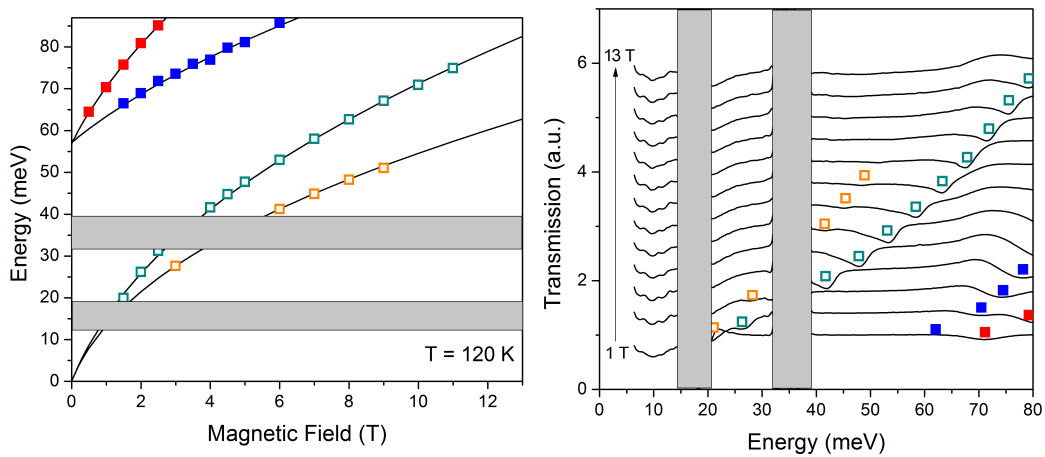 80
70
60
50
40
30
20
10
0
Energy (meV)
T = 120 K
0 2 4 6 8 10 12
Magnetic Field (T)
6
4
2
0
Transmission (a.u.)
13 T
1 T
0 10 20 30 40 50 60 70 80
Energy (meV)